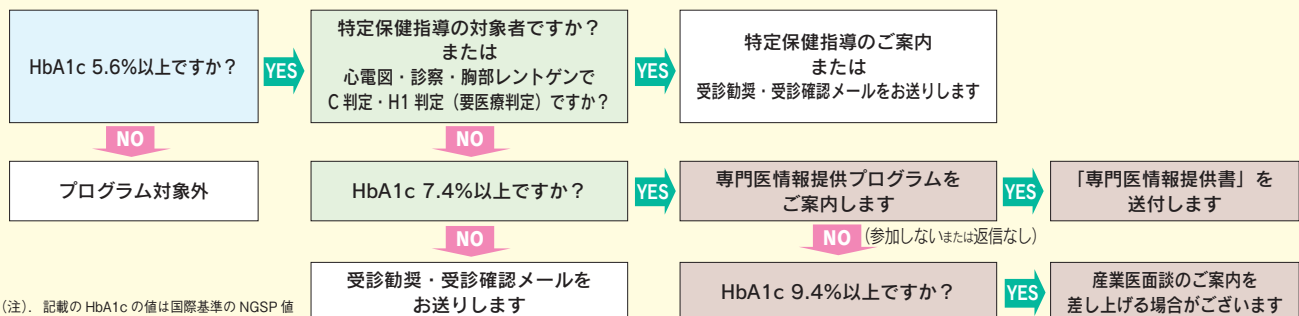 HbA1c 5.6%以上ですか？
YES
特定保健指導の対象者ですか？
または
心電図・診察・胸部レントゲンで
C 判定・H1 判定（要医療判定）ですか？
YES
特定保健指導のご案内
または
受診勧奨・受診確認メールをお送りします
NO
NO
プログラム対象外
HbA1c 7.4%以上ですか？
YES
専門医情報提供プログラムを
ご案内します
YES
「専門医情報提供書」を
送付します
NO
NO (参加しないまたは返信なし)
受診勧奨・受診確認メールを
お送りします
HbA1c 9.4%以上ですか？
YES
産業医面談のご案内を
差し上げる場合がございます
（注）．記載の HbA1c の値は国際基準の NGSP 値